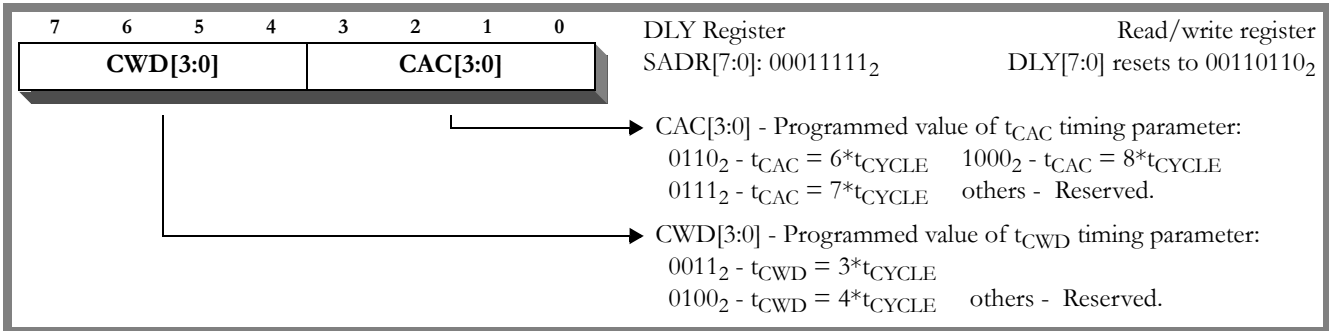 7 6 5 4 3 2 1 0
CWD[3:0] CAC[3:0]
DLY Register Read/write register
SADR[7:0]: 00011111₂ DLY[7:0] resets to 00110110₂
CAC[3:0] - Programmed value of tCAC timing parameter:
0110₂ - tCAC = 6*tCYCLE 1000₂ - tCAC = 8*tCYCLE
0111₂ - tCAC = 7*tCYCLE others - Reserved.
CWD[3:0] - Programmed value of tCWD timing parameter:
0011₂ - tCWD = 3*tCYCLE
0100₂ - tCWD = 4*tCYCLE others - Reserved.